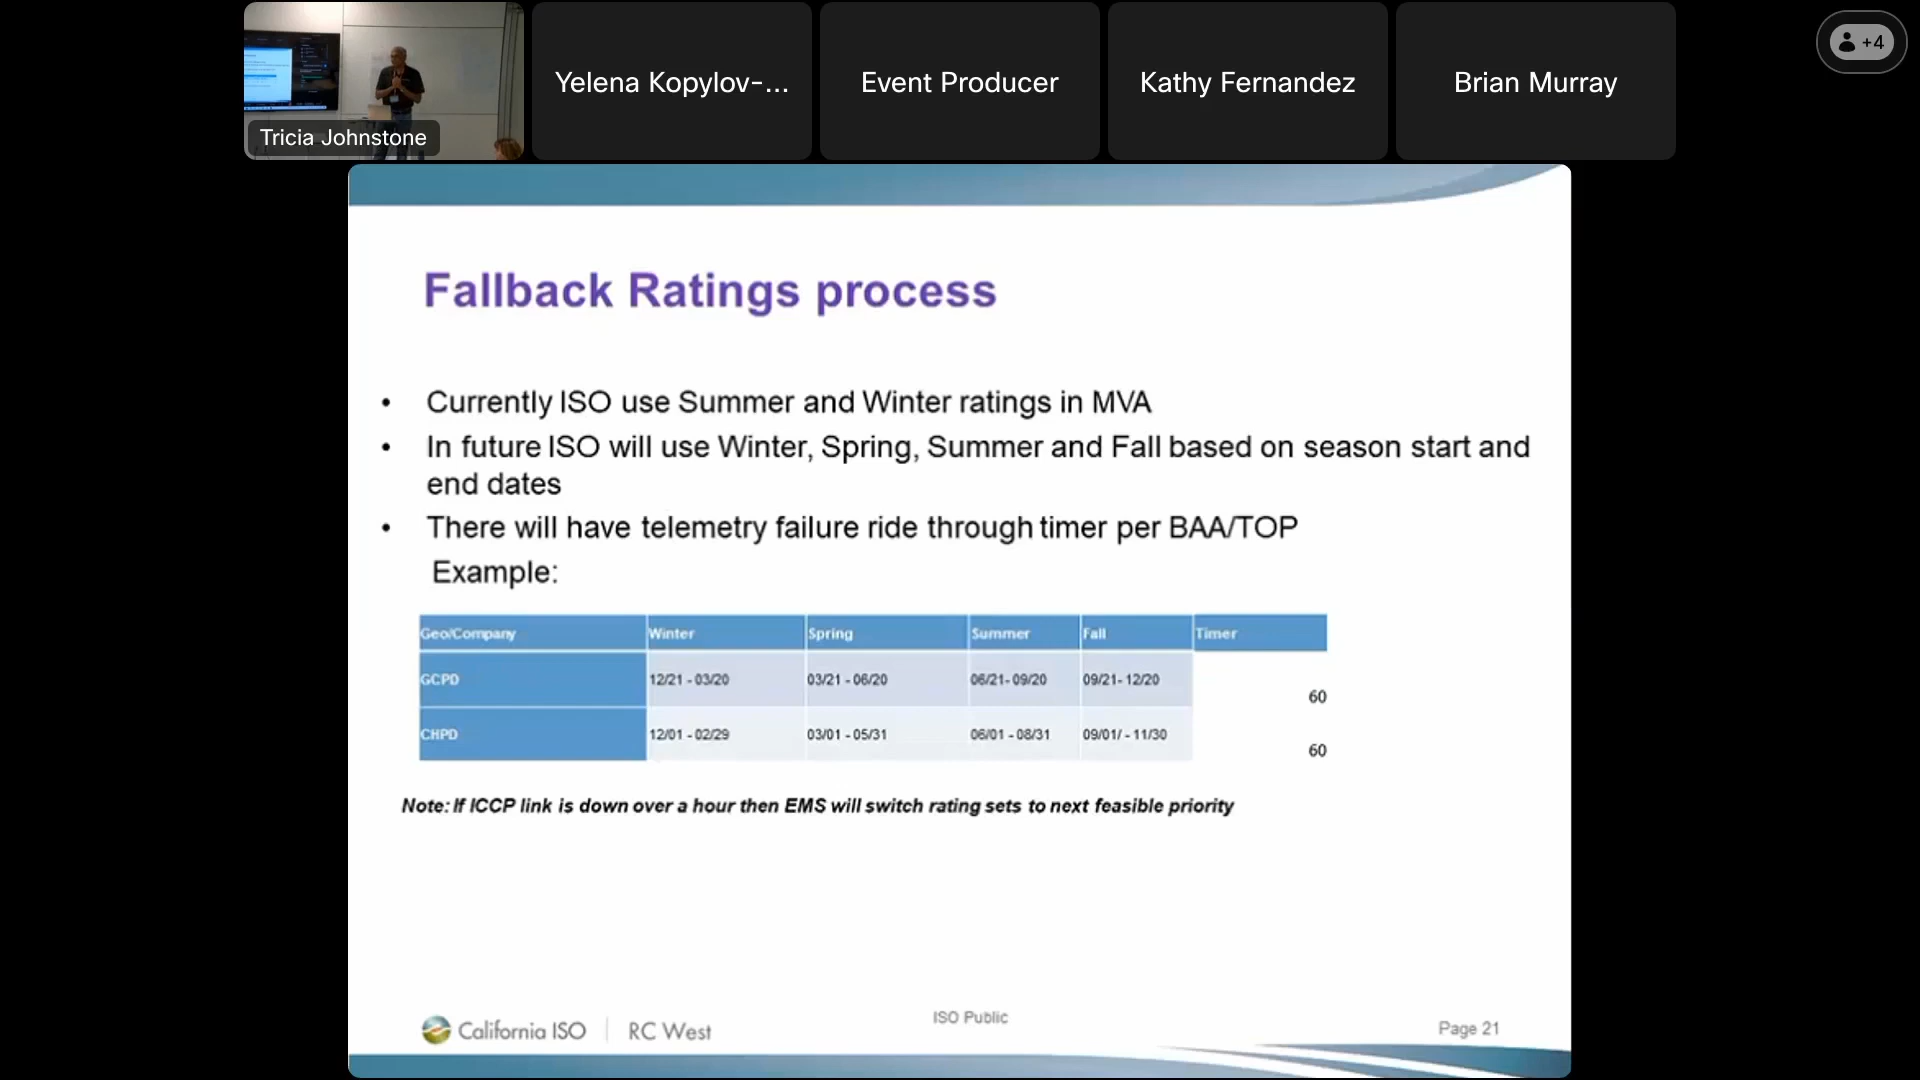 Tricia Johnstone
Yelena Kopylov-...
Event Producer
Kathy Fernandez
Brian Murray
+4
Fallback Ratings process
• Currently ISO use Summer and Winter ratings in MVA
• In future ISO will use Winter, Spring, Summer and Fall based on season start and
end dates
• There will have telemetry failure ride through timer per BAA/TOP
Example:
Geo/Company Winter Spring Summer Fall Timer
GCPD 12/21 - 03/20 03/21 - 06/20 06/21- 09/20 09/21- 12/20 60
CHPD 12/01 - 02/29 03/01 - 05/31 06/01 - 08/31 09/01/ - 11/30 60
Note: If ICCP link is down over a hour then EMS will switch rating sets to next feasible priority
California ISO | RC West
ISO Public
Page 21